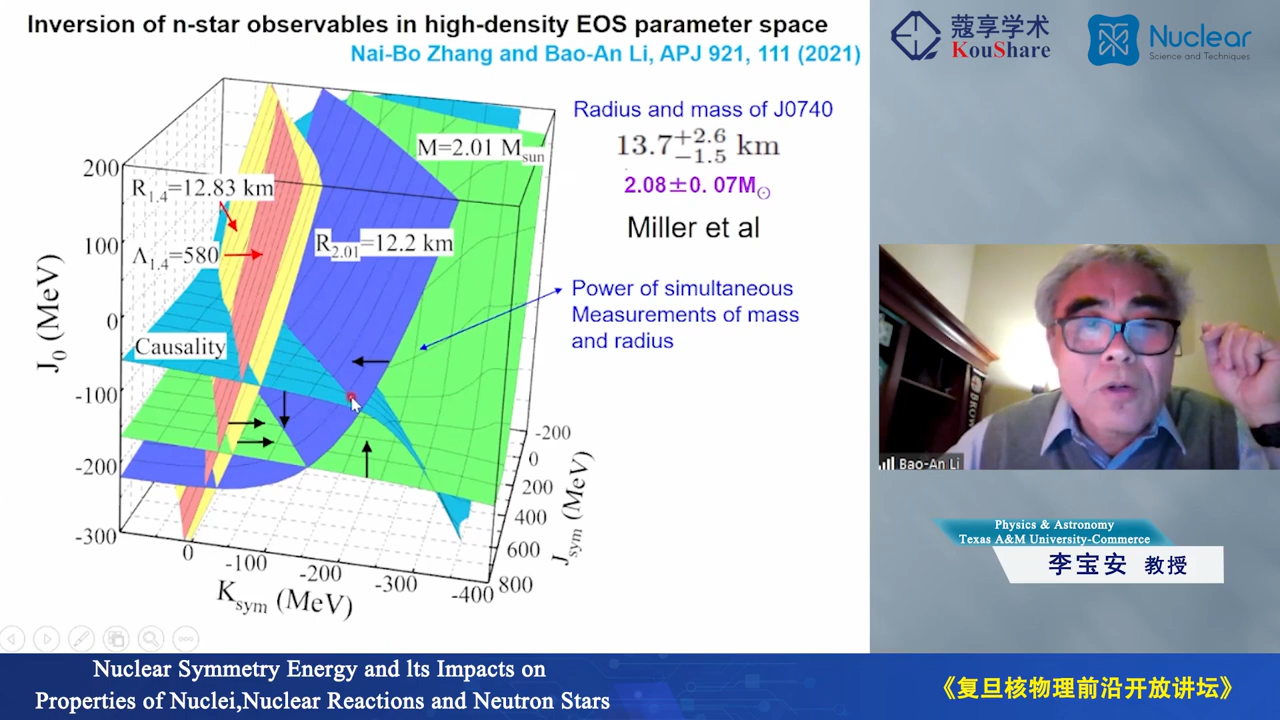 Inversion of n-star observables in high-density EOS parameter space
Nai-Bo Zhang and Bao-An Li, APJ 921, 111 (2021)
Radius and mass of J0740
13.7+2.6−1.5 km
2.08±0. 07M⊙
Miller et al
Power of simultaneous
Measurements of mass
and radius
M=2.01 Msun
R1.4=12.83 km
Λ1.4=580
R2.01=12.2 km
Causality
J0 (MeV)
200
100
0
-100
-200
-300
0
-100
-200
-300
-400
Ksym (MeV)
-200
0
200
400
600
800
Jsym (MeV)
蔻享学术
KouShare
Nuclear
Science and Techniques
BROWN
Bao-An Li
Physics & Astronomy
Texas A&M University-Commerce
李宝安 教授
Nuclear Symmetry Energy and Its Impacts on
Properties of Nuclei,Nuclear Reactions and Neutron Stars
《复旦核物理前沿开放讲坛》